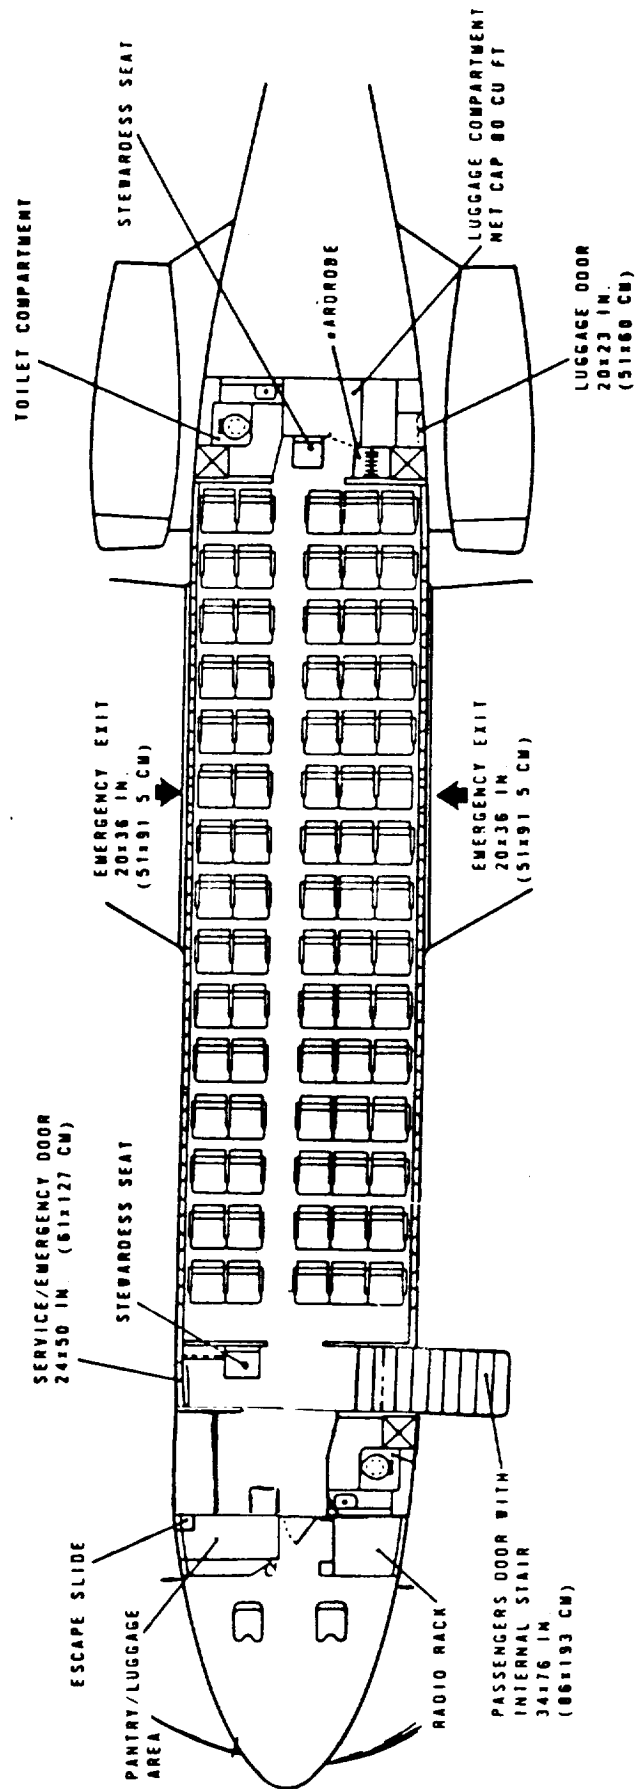 TOILET COMPARTMENT
STEWARDESS SEAT
WARDROBE
LUGGAGE COMPARTMENT
NET CAP 80 CU FT
LUGGAGE DOOR
20x23 IN.
(51x60 CM)
EMERGENCY EXIT
20x36 IN.
(51x91 5 CM)
EMERGENCY EXIT
20x36 IN.
(51x91 5 CM)
SERVICE/EMERGENCY DOOR
24x50 IN. (61x127 CM)
STEWARDESS SEAT
ESCAPE SLIDE
PANTRY/LUGGAGE
AREA
RADIO RACK
PASSENGERS DOOR WITH
INTERNAL STAIR
34x76 IN
(86x193 CM)